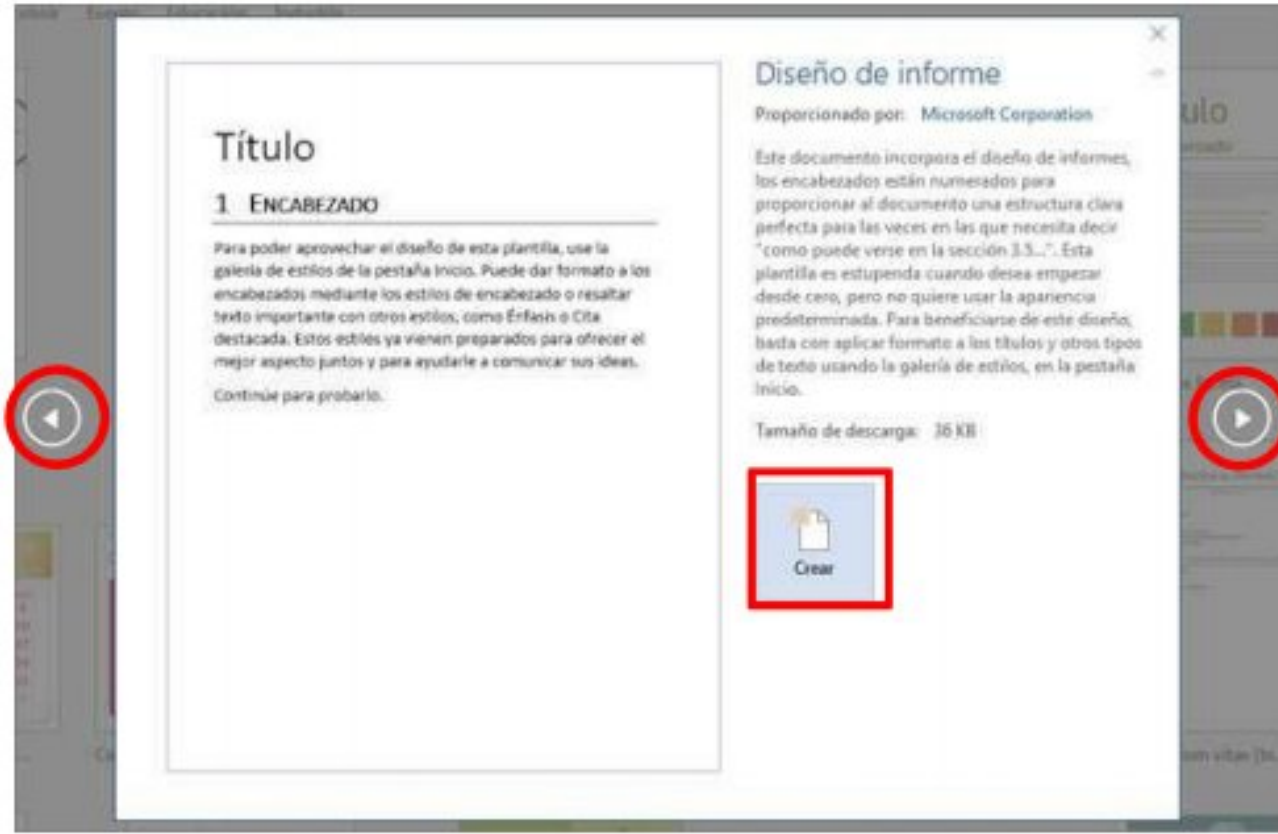 Título
1 ENCABEZADO
Para poder aprovechar el diseño de esta plantilla, use la
galería de estilos de la pestaña Inicio. Puede dar formato a los
encabezados mediante los estilos de encabezado o resaltar
texto importante con otros estilos, como Énfasis o Cita
destacada. Estos estilos ya vienen preparados para ofrecer el
mejor aspecto juntos y para ayudarle a comunicar sus ideas.
Continúe para probarlo.
Diseño de informe
Proporcionado por: Microsoft Corporation
Este documento incorpora el diseño de informes,
los encabezados están numerados para
proporcionar al documento una estructura clara
perfecta para las veces en las que necesita decir
"como puede verse en la sección 3.5...". Esta
plantilla es estupenda cuando desea empezar
desde cero, pero no quiere usar la apariencia
predeterminada. Para beneficiarse de este diseño,
basta con aplicar formato a los títulos y otros tipos
de texto usando la galería de estilos, en la pestaña
Inicio.
Tamaño de descarga: 36 KB
Crear
ulo